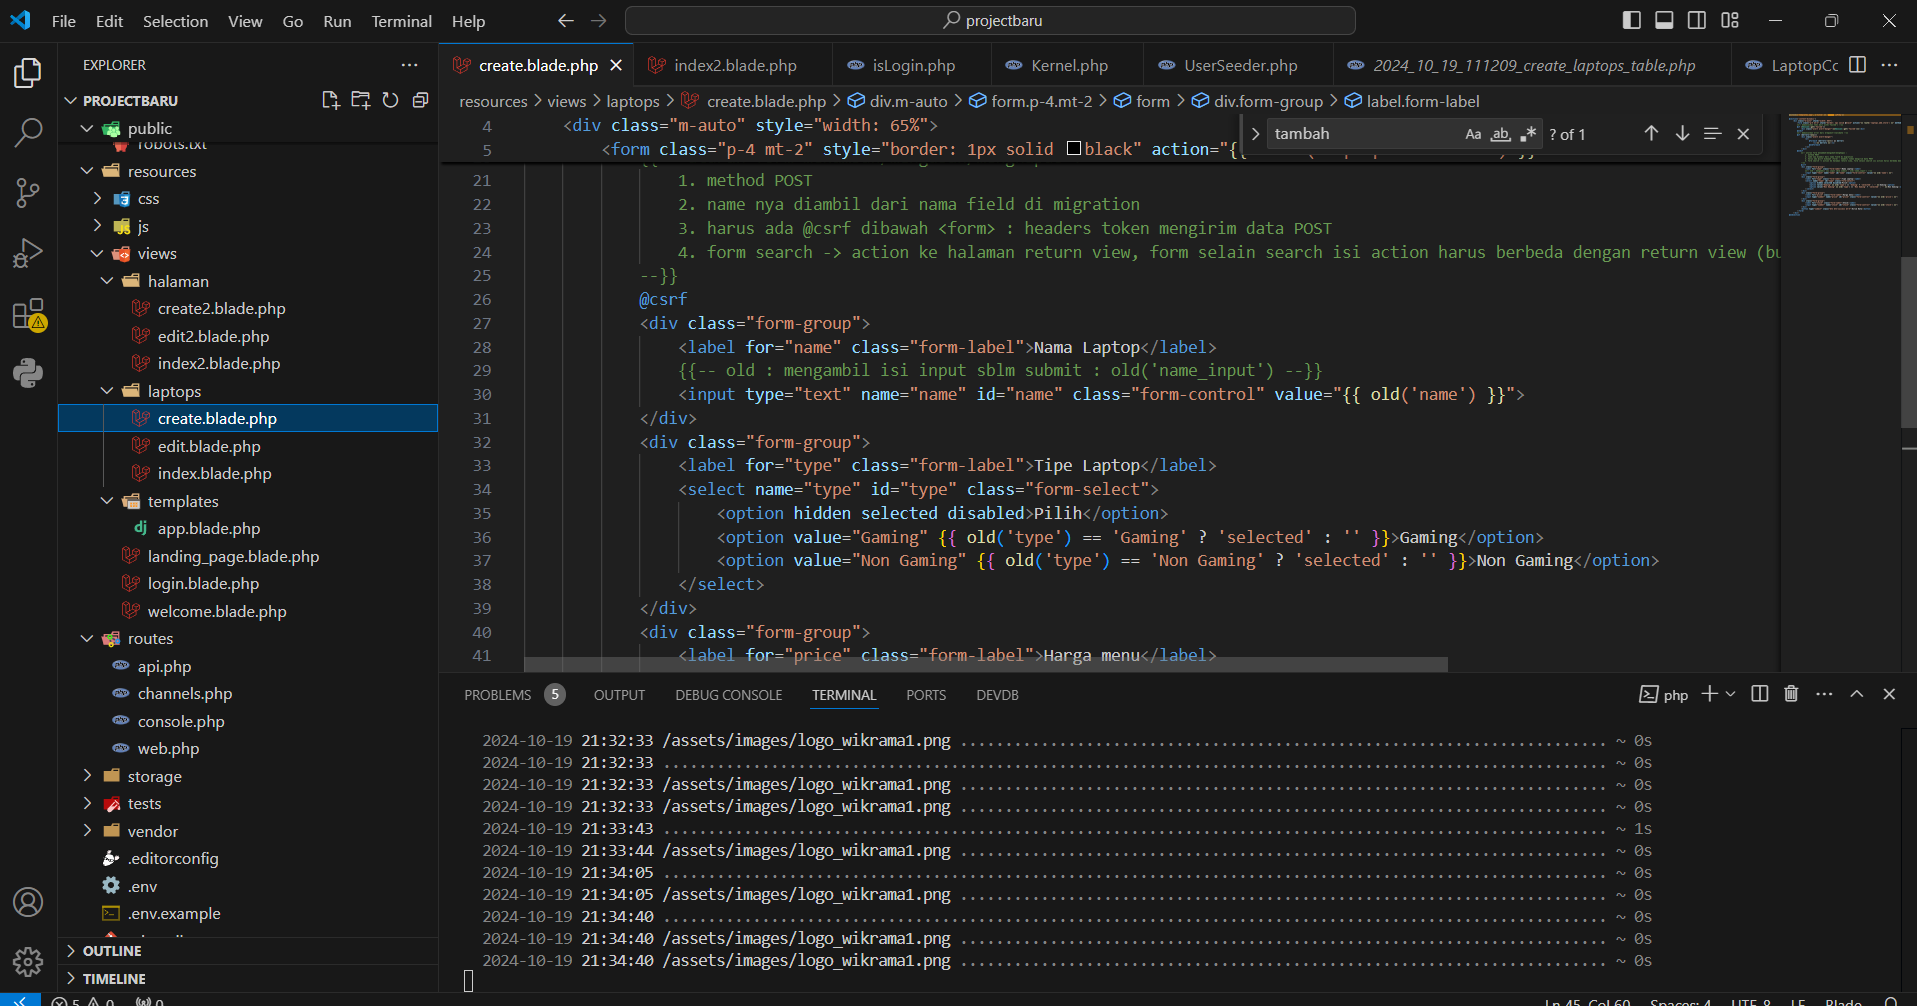 File Edit Selection View Go Run Terminal Help
projectbaru
EXPLORER
PROJECTBARU
public
robots.txt
resources
css
js
views
halaman
create2.blade.php
edit2.blade.php
index2.blade.php
laptops
create.blade.php
edit.blade.php
index.blade.php
templates
app.blade.php
landing_page.blade.php
login.blade.php
welcome.blade.php
routes
api.php
channels.php
console.php
web.php
storage
tests
vendor
.editorconfig
.env
.env.example
OUTLINE
TIMELINE
create.blade.php index2.blade.php isLogin.php Kernel.php UserSeeder.php 2024_10_19_111209_create_laptops_table.php LaptopCc
resources > views > laptops > create.blade.php > div.m-auto > form.p-4.mt-2 > form > div.form-group > label.form-label
tambah Aa ab ? of 1
4 <div class="m-auto" style="width: 65%">
5 <form class="p-4 mt-2" style="border: 1px solid black" action="{{
21 1. method POST
22 2. name nya diambil dari nama field di migration
23 3. harus ada @csrf dibawah <form> : headers token mengirim data POST
24 4. form search -> action ke halaman return view, form selain search isi action harus berbeda dengan return view (bu
25 --}}
26 @csrf
27 <div class="form-group">
28 <label for="name" class="form-label">Nama Laptop</label>
29 {{-- old : mengambil isi input sblm submit : old('name_input') --}}
30 <input type="text" name="name" id="name" class="form-control" value="{{ old('name') }}">
31 </div>
32 <div class="form-group">
33 <label for="type" class="form-label">Tipe Laptop</label>
34 <select name="type" id="type" class="form-select">
35 <option hidden selected disabled>Pilih</option>
36 <option value="Gaming" {{ old('type') == 'Gaming' ? 'selected' : '' }}>Gaming</option>
37 <option value="Non Gaming" {{ old('type') == 'Non Gaming' ? 'selected' : '' }}>Non Gaming</option>
38 </select>
39 </div>
40 <div class="form-group">
41 <label for="price" class="form-label">Harga menu</label>
PROBLEMS 5 OUTPUT DEBUG CONSOLE TERMINAL PORTS DEVDB
php
2024-10-19 21:32:33 /assets/images/logo_wikrama1.png ........ ~ 0s
2024-10-19 21:32:33 ........ ~ 0s
2024-10-19 21:32:33 /assets/images/logo_wikrama1.png ........ ~ 0s
2024-10-19 21:32:33 /assets/images/logo_wikrama1.png ........ ~ 0s
2024-10-19 21:33:43 ........ ~ 1s
2024-10-19 21:33:44 /assets/images/logo_wikrama1.png ........ ~ 0s
2024-10-19 21:34:05 ........ ~ 0s
2024-10-19 21:34:05 /assets/images/logo_wikrama1.png ........ ~ 0s
2024-10-19 21:34:40 ........ ~ 0s
2024-10-19 21:34:40 /assets/images/logo_wikrama1.png ........ ~ 0s
2024-10-19 21:34:40 /assets/images/logo_wikrama1.png ........ ~ 0s
5 0 0 Ln 45, Col 60 Spaces: 4 UTF-8 LF Blade